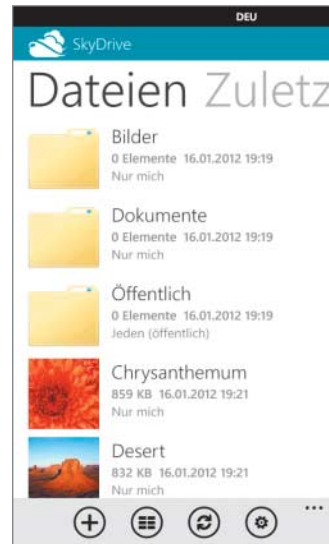 DEU
SkyDrive
Dateien Zuletz
Bilder
0 Elemente 16.01.2012 19:19
Nur mich
Dokumente
0 Elemente 16.01.2012 19:19
Nur mich
Öffentlich
0 Elemente 16.01.2012 19:19
Jeden (öffentlich)
Chrysanthemum
859 KB 16.01.2012 19:21
Nur mich
Desert
832 KB 16.01.2012 19:21
Nur mich